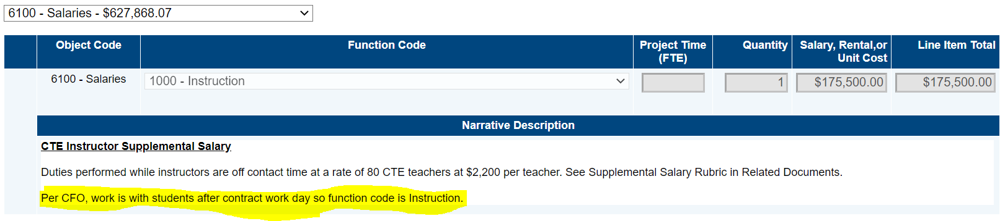 6100 - Salaries - $627,868.07
Object Code Function Code Project Time (FTE) Quantity Salary, Rental,or Unit Cost Line Item Total
6100 - Salaries 1000 - Instruction 1 $175,500.00 $175,500.00
Narrative Description
CTE Instructor Supplemental Salary
Duties performed while instructors are off contact time at a rate of 80 CTE teachers at $2,200 per teacher. See Supplemental Salary Rubric in Related Documents.
Per CFO, work is with students after contract work day so function code is Instruction.